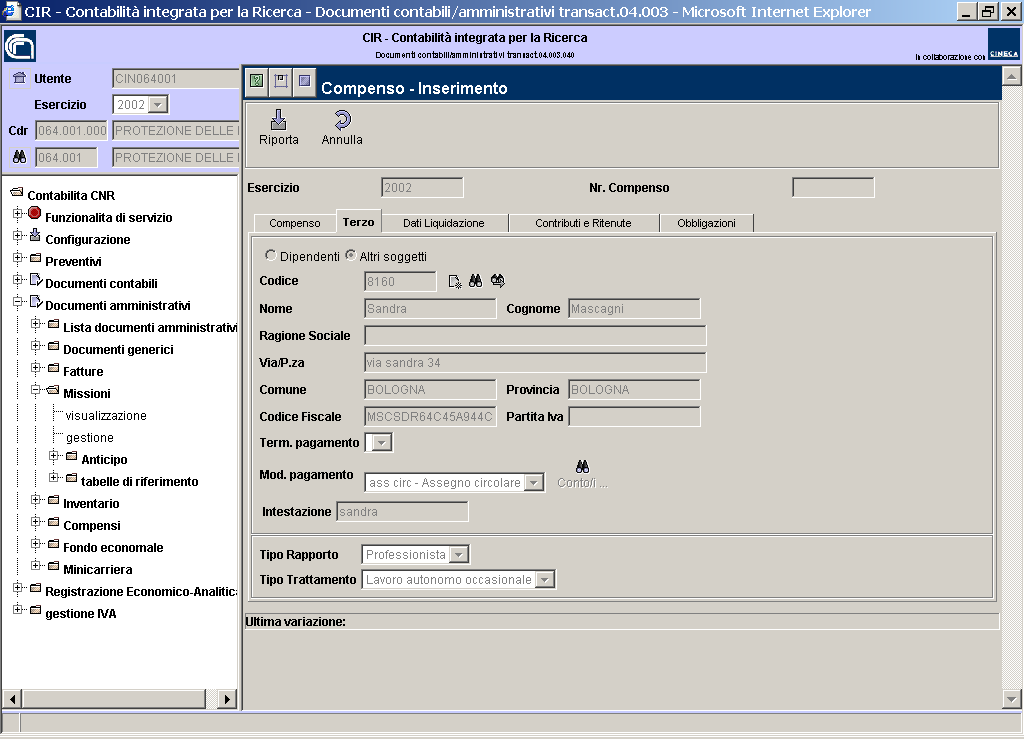 CIR - Contabilità integrata per la Ricerca - Documenti contabili/amministrativi transact.04.003 - Microsoft Internet Explorer
CIR - Contabilità integrata per la Ricerca
Documenti contabili/amministrativi transact.04.003.040
In collaborazione con CINECA
Utente CIN064001
Esercizio 2002
Cdr 064.001.000 PROTEZIONE DELLE
064.001 PROTEZIONE DELLE
Contabilita CNR
Funzionalita di servizio
Configurazione
Preventivi
Documenti contabili
Documenti amministrativi
Lista documenti amministrativi
Documenti generici
Fatture
Missioni
visualizzazione
gestione
Anticipo
tabelle di riferimento
Inventario
Compensi
Fondo economale
Minicarriera
Registrazione Economico-Analitica
gestione IVA
Compenso - Inserimento
Riporta Annulla
Esercizio 2002 Nr. Compenso
Compenso Terzo Dati Liquidazione Contributi e Ritenute Obbligazioni
Dipendenti Altri soggetti
Codice 8160
Nome Sandra Cognome Mascagni
Ragione Sociale
Via/P.za via sandra 34
Comune BOLOGNA Provincia BOLOGNA
Codice Fiscale MSCSDR64C45A944C Partita Iva
Term. pagamento
Mod. pagamento ass circ - Assegno circolare Conto/i ...
Intestazione sandra
Tipo Rapporto Professionista
Tipo Trattamento Lavoro autonomo occasionale
Ultima variazione: